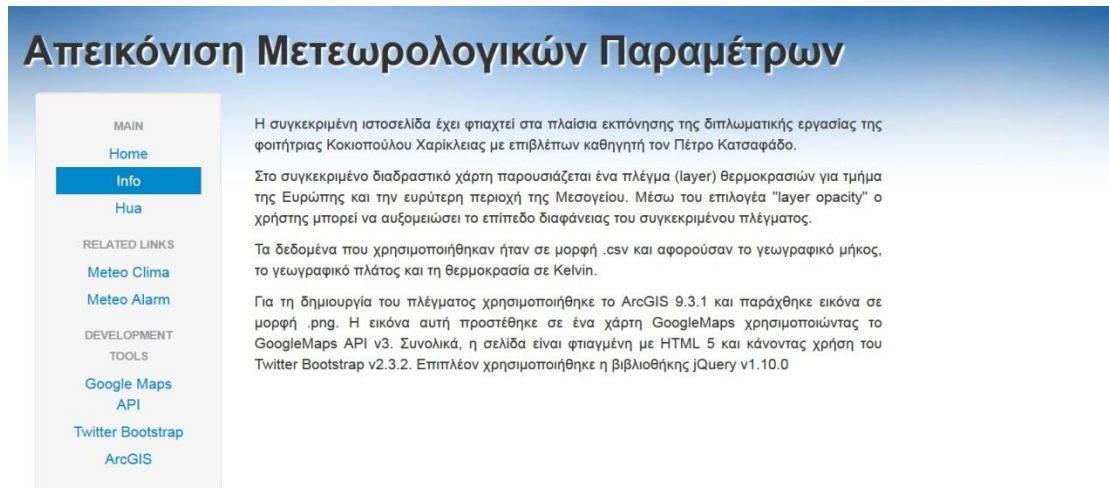 Απεικόνιση Μετεωρολογικών Παραμέτρων
MAIN
Home
Info
Hua
RELATED LINKS
Meteo Clima
Meteo Alarm
DEVELOPMENT
TOOLS
Google Maps
API
Twitter Bootstrap
ArcGIS
Η συγκεκριμένη ιστοσελίδα έχει φτιαχτεί στα πλαίσια εκπόνησης της διπλωματικής εργασίας της
φοιτήτριας Κοκιοπούλου Χαρίκλειας με επιβλέπων καθηγητή τον Πέτρο Κατσαφάδο.
Στο συγκεκριμένο διαδραστικό χάρτη παρουσιάζεται ένα πλέγμα (layer) θερμοκρασιών για τμήμα
της Ευρώπης και την ευρύτερη περιοχή της Μεσογείου. Μέσω του επιλογέα "layer opacity" ο
χρήστης μπορεί να αυξομειώσει το επίπεδο διαφάνειας του συγκεκριμένου πλέγματος.
Τα δεδομένα που χρησιμοποιήθηκαν ήταν σε μορφή .csv και αφορούσαν το γεωγραφικό μήκος,
το γεωγραφικό πλάτος και τη θερμοκρασία σε Kelvin.
Για τη δημιουργία του πλέγματος χρησιμοποιήθηκε το ArcGIS 9.3.1 και παράχθηκε εικόνα σε
μορφή .png. Η εικόνα αυτή προστέθηκε σε ένα χάρτη GoogleMaps χρησιμοποιώντας το
GoogleMaps API v3. Συνολικά, η σελίδα είναι φτιαγμένη με HTML 5 και κάνοντας χρήση του
Twitter Bootstrap v2.3.2. Επιπλέον χρησιμοποιήθηκε η βιβλιοθήκης jQuery v1.10.0